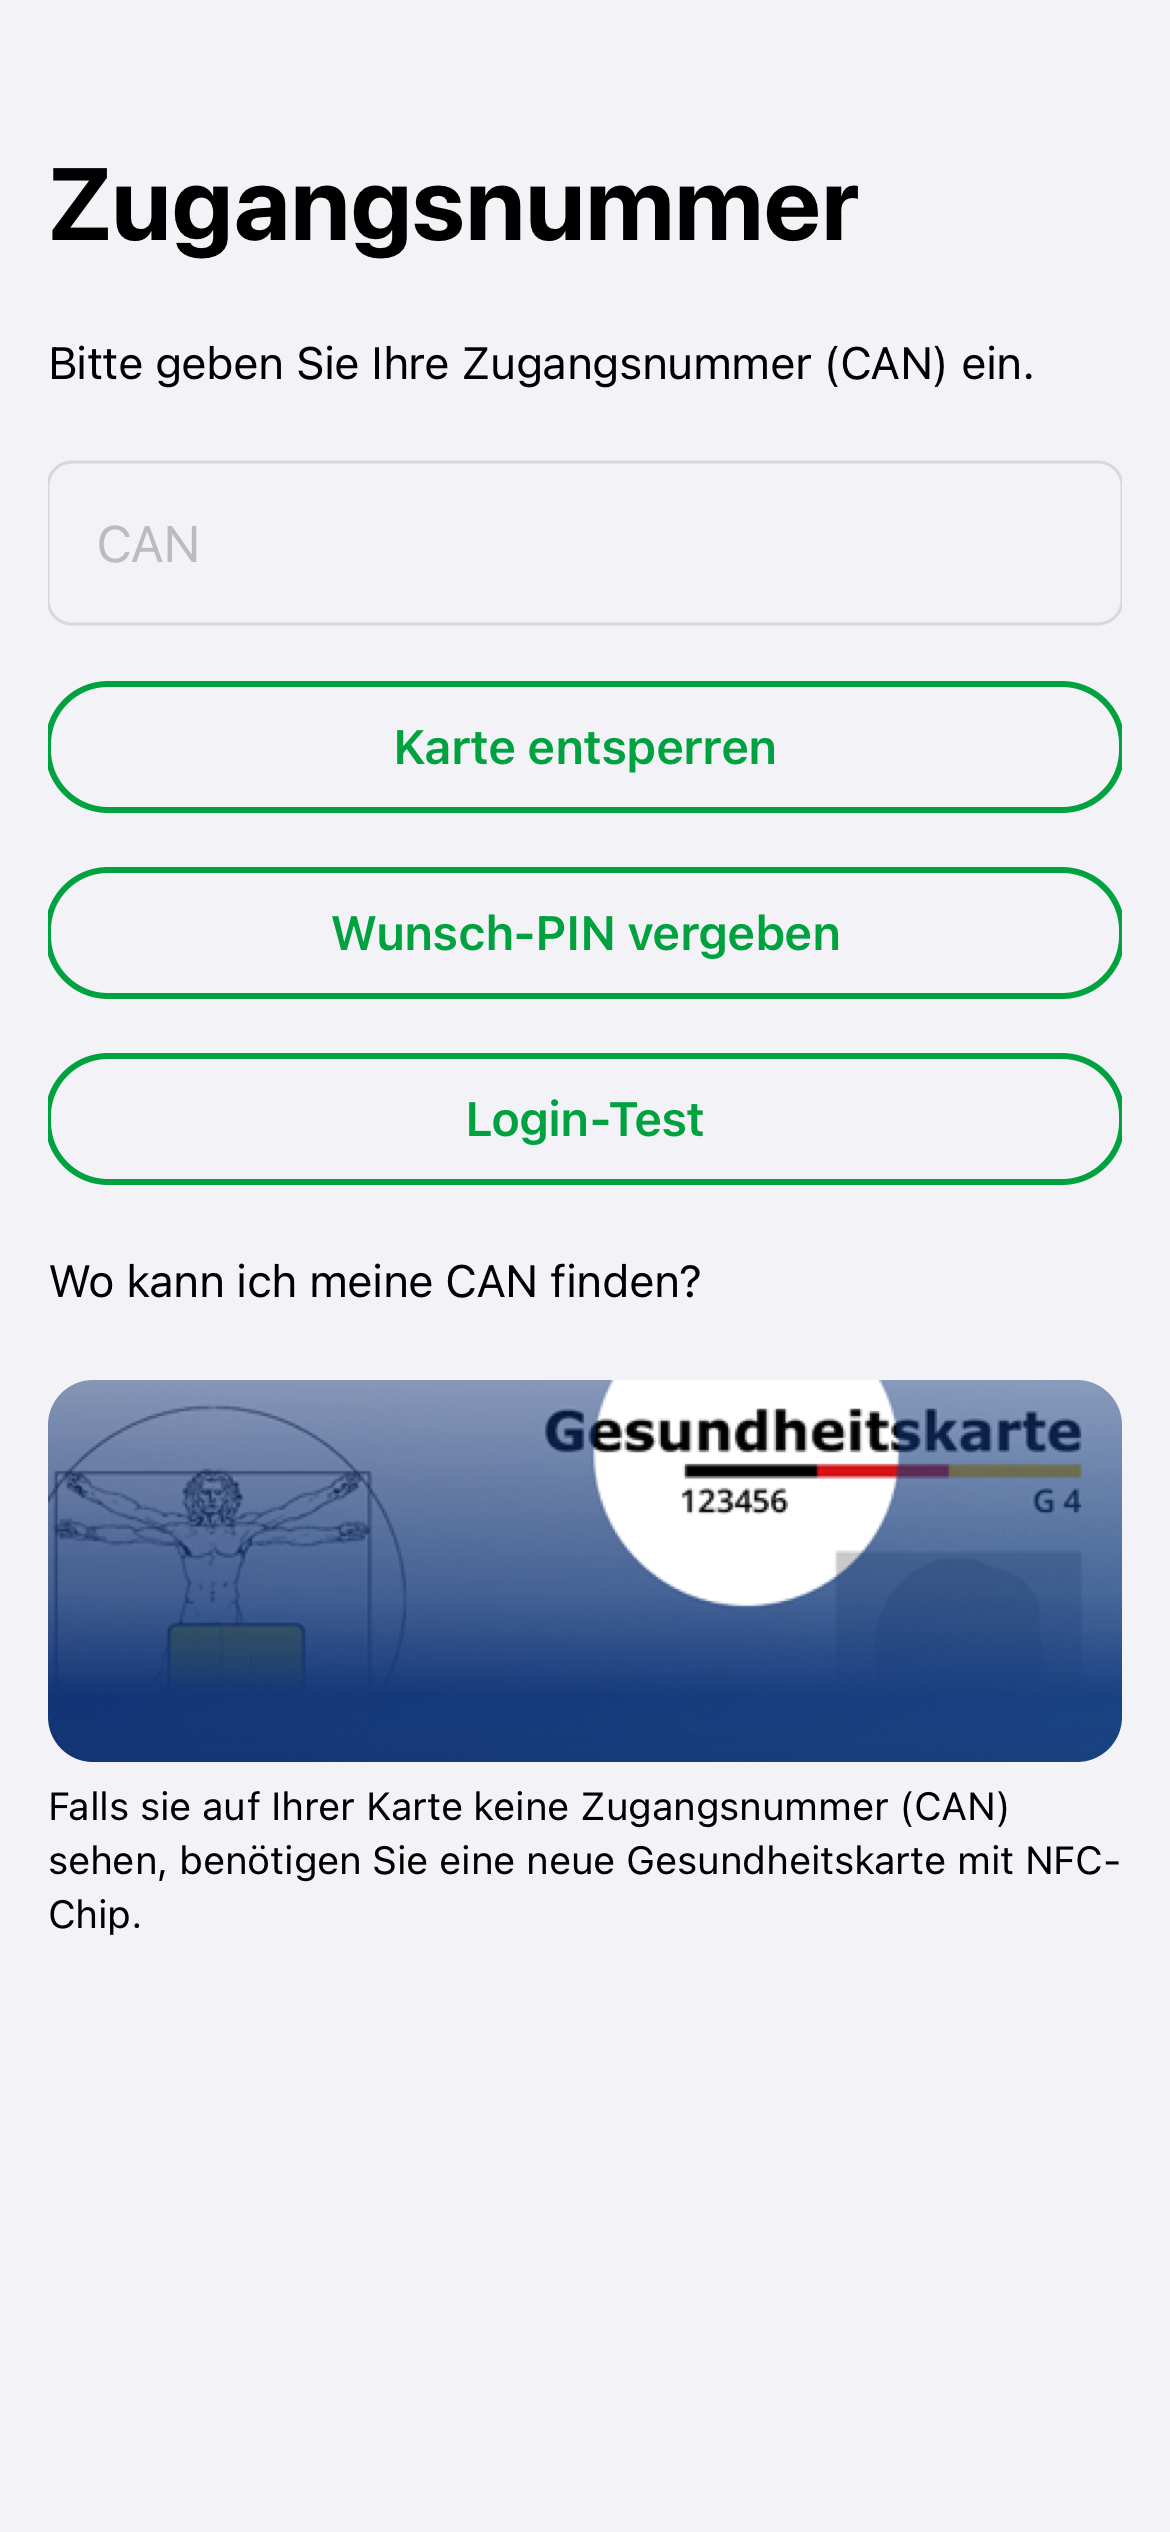 Zugangsnummer
Bitte geben Sie Ihre Zugangsnummer (CAN) ein.
CAN
Karte entsperren
Wunsch-PIN vergeben
Login-Test
Wo kann ich meine CAN finden?
Gesundheitskarte
123456 G 4
Falls sie auf Ihrer Karte keine Zugangsnummer (CAN)
sehen, benötigen Sie eine neue Gesundheitskarte mit NFC-
Chip.